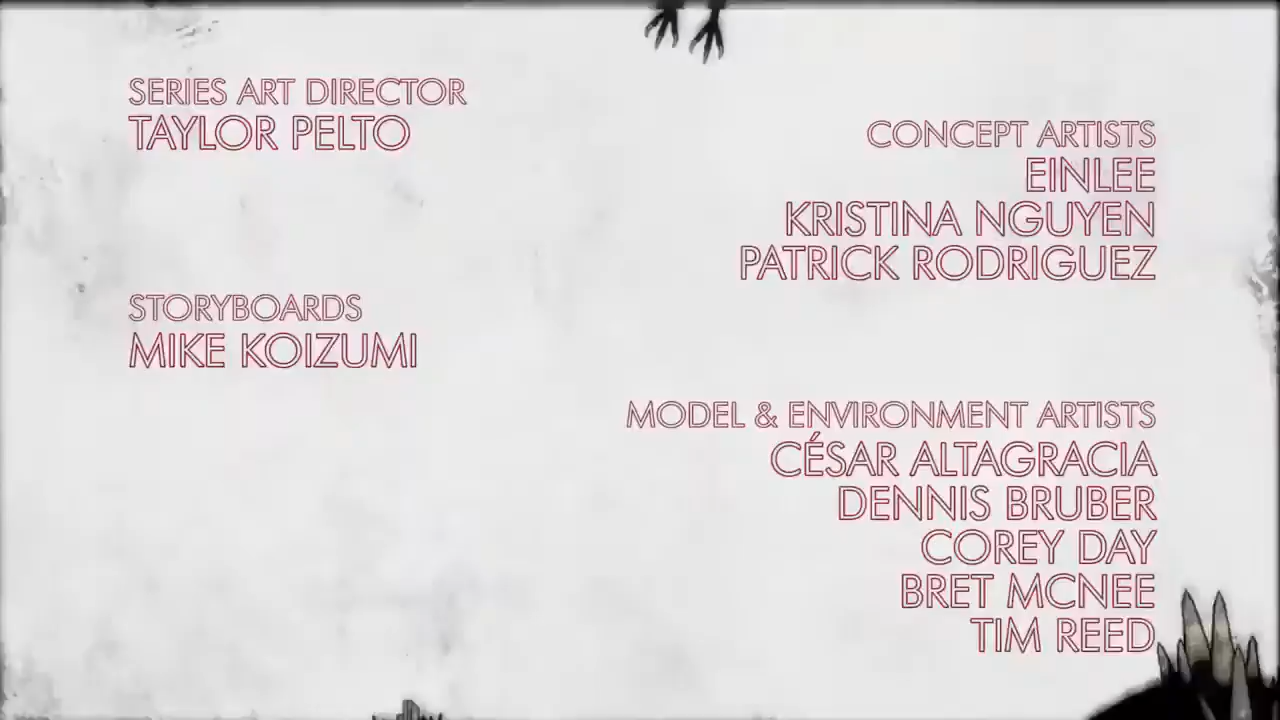 SERIES ART DIRECTOR
TAYLOR PELTO
STORYBOARDS
MIKE KOIZUMI
CONCEPT ARTISTS
EINLEE
KRISTINA NGUYEN
PATRICK RODRIGUEZ
MODEL & ENVIRONMENT ARTISTS
CÉSAR ALTAGRACIA
DENNIS BRUBER
COREY DAY
BRET MCNEE
TIM REED